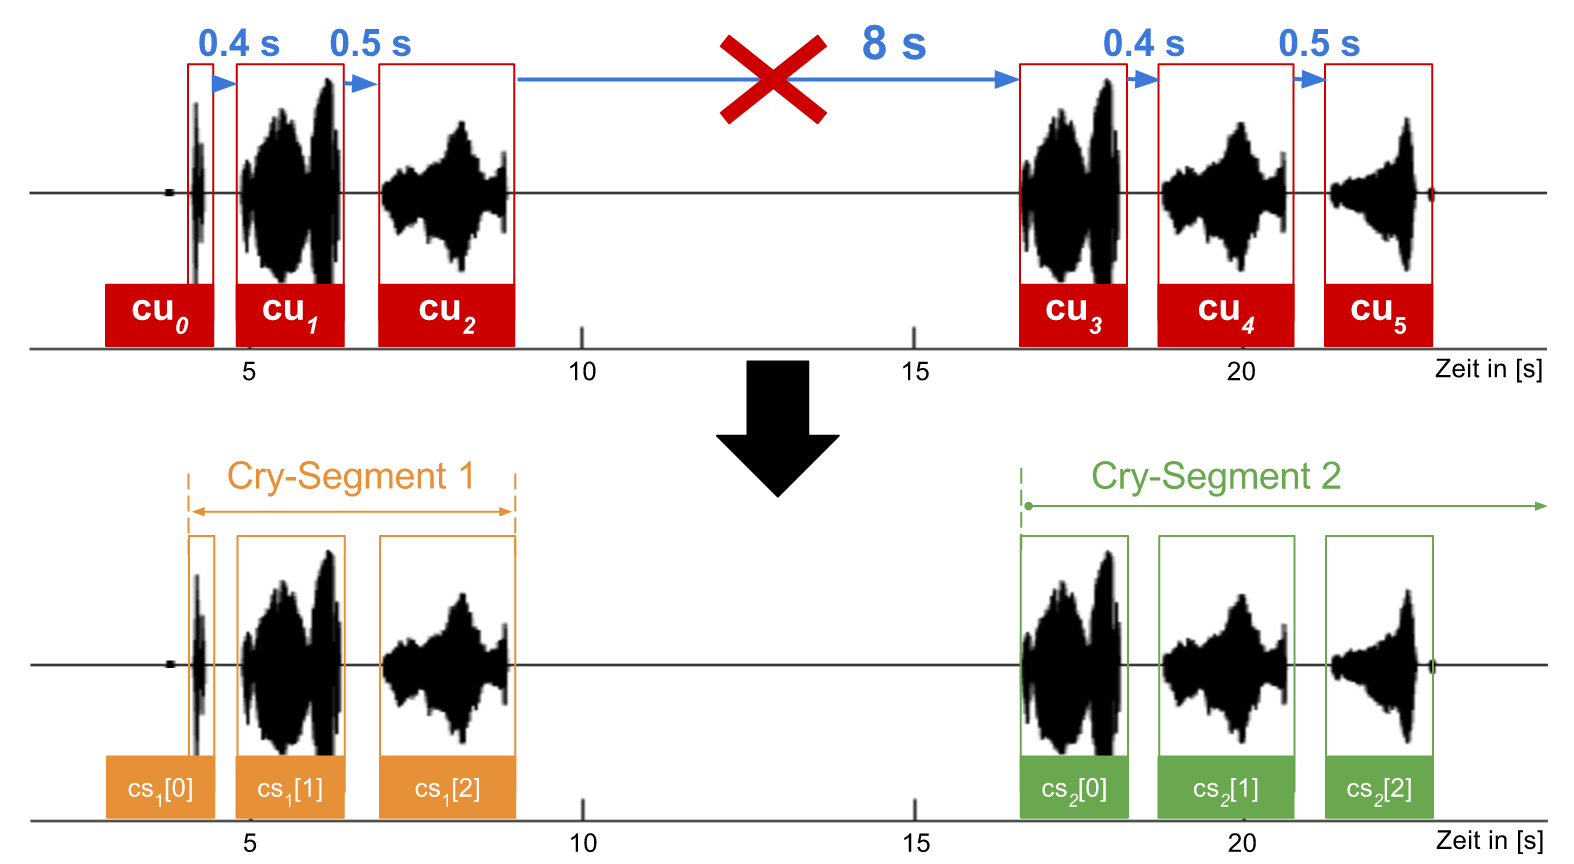 0.4 s 0.5 s 8 s 0.4 s 0.5 s
cu0 cu1 cu2 cu3 cu4 cu5
5 10 15 20 Zeit in [s]
Cry-Segment 1 Cry-Segment 2
cs1[0] cs1[1] cs1[2] cs2[0] cs2[1] cs2[2]
5 10 15 20 Zeit in [s]